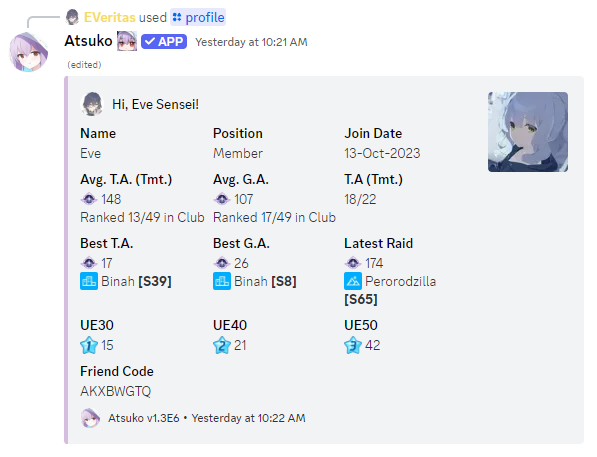 EVeritas used profile
Atsuko APP Yesterday at 10:21 AM
(edited)
Hi, Eve Sensei!
Name Position Join Date
Eve Member 13-Oct-2023
Avg. T.A. (Tmt.) Avg. G.A. T.A (Tmt.)
148 107 18/22
Ranked 13/49 in Club Ranked 17/49 in Club
Best T.A. Best G.A. Latest Raid
17 26 174
Binah [S39] Binah [S8] Perorodzilla
[S65]
UE30 UE40 UE50
1 15 2 21 3 42
Friend Code
AKXBWGTQ
Atsuko v1.3E6 • Yesterday at 10:22 AM